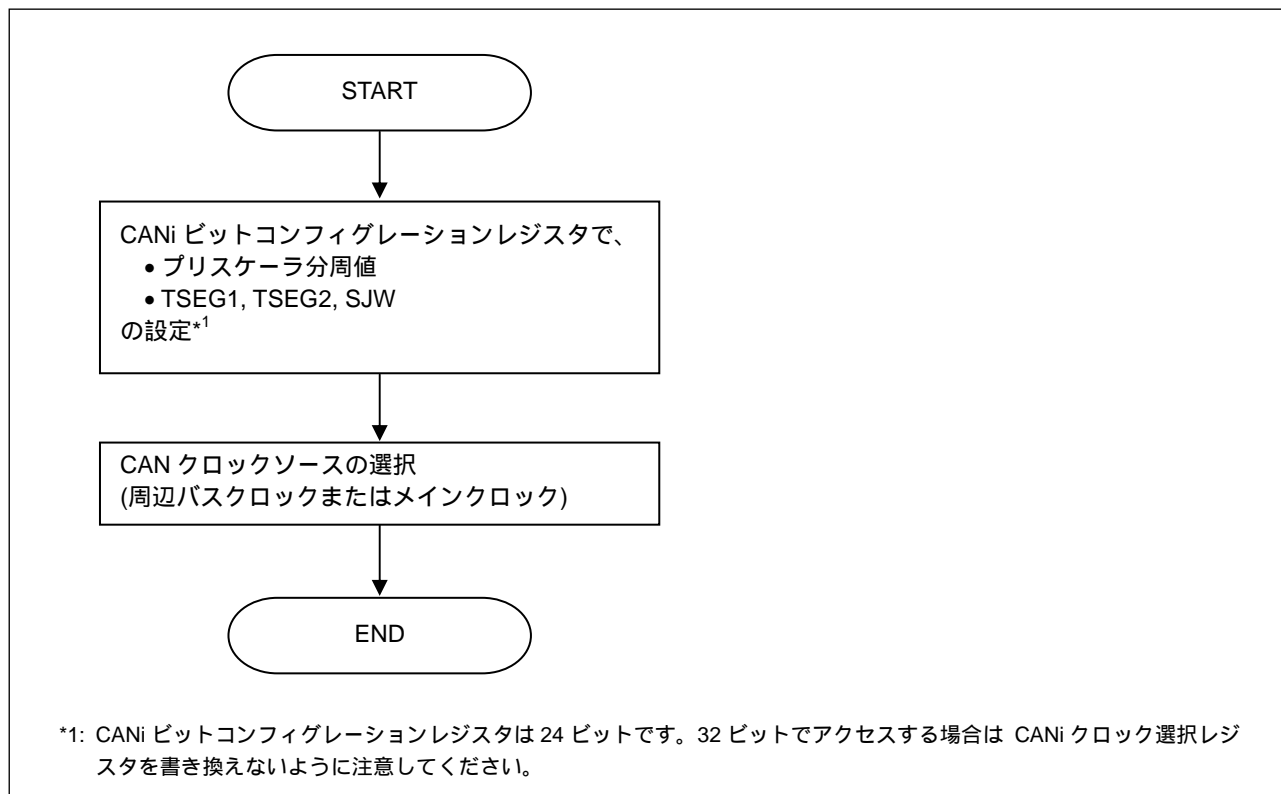 START
CANi ビットコンフィグレーションレジスタで、
• プリスケーラ分周値
• TSEG1, TSEG2, SJW
の設定*1
CAN クロックソースの選択
(周辺バスクロックまたはメインクロック)
END
*1: CANi ビットコンフィグレーションレジスタは 24 ビットです。32 ビットでアクセスする場合は CANi クロック選択レジ
スタを書き換えないように注意してください。